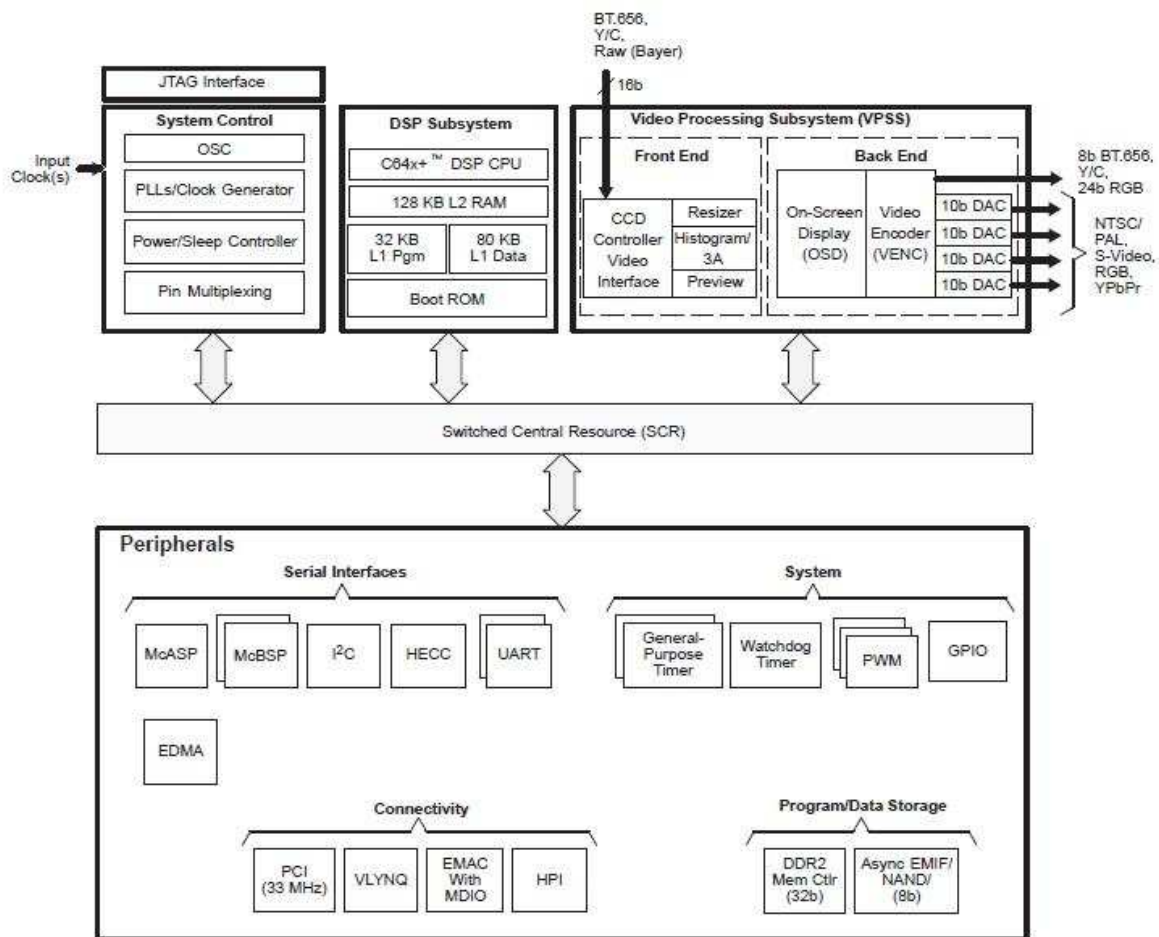 BT.656,
Y/C,
Raw (Bayer)
16b
JTAG Interface
Input
Clock(s)
System Control
OSC
PLLs/Clock Generator
Power/Sleep Controller
Pin Multiplexing
DSP Subsystem
C64x+™ DSP CPU
128 KB L2 RAM
32 KB
L1 Pgm
80 KB
L1 Data
Boot ROM
Video Processing Subsystem (VPSS)
Front End
CCD
Controller
Video
Interface
Resizer
Histogram/
3A
Preview
Back End
On-Screen
Display
(OSD)
Video
Encoder
(VENC)
10b DAC
10b DAC
10b DAC
10b DAC
8b BT.656,
Y/C,
24b RGB
NTSC/
PAL,
S-Video,
RGB,
YPbPr
Switched Central Resource (SCR)
Peripherals
Serial Interfaces
McASP
McBSP
I²C
HECC
UART
System
General-
Purpose
Timer
Watchdog
Timer
PWM
GPIO
EDMA
Connectivity
PCI
(33 MHz)
VLYNQ
EMAC
With
MDIO
HPI
Program/Data Storage
DDR2
Mem Ctlr
(32b)
Async EMIF/
NAND/
(8b)